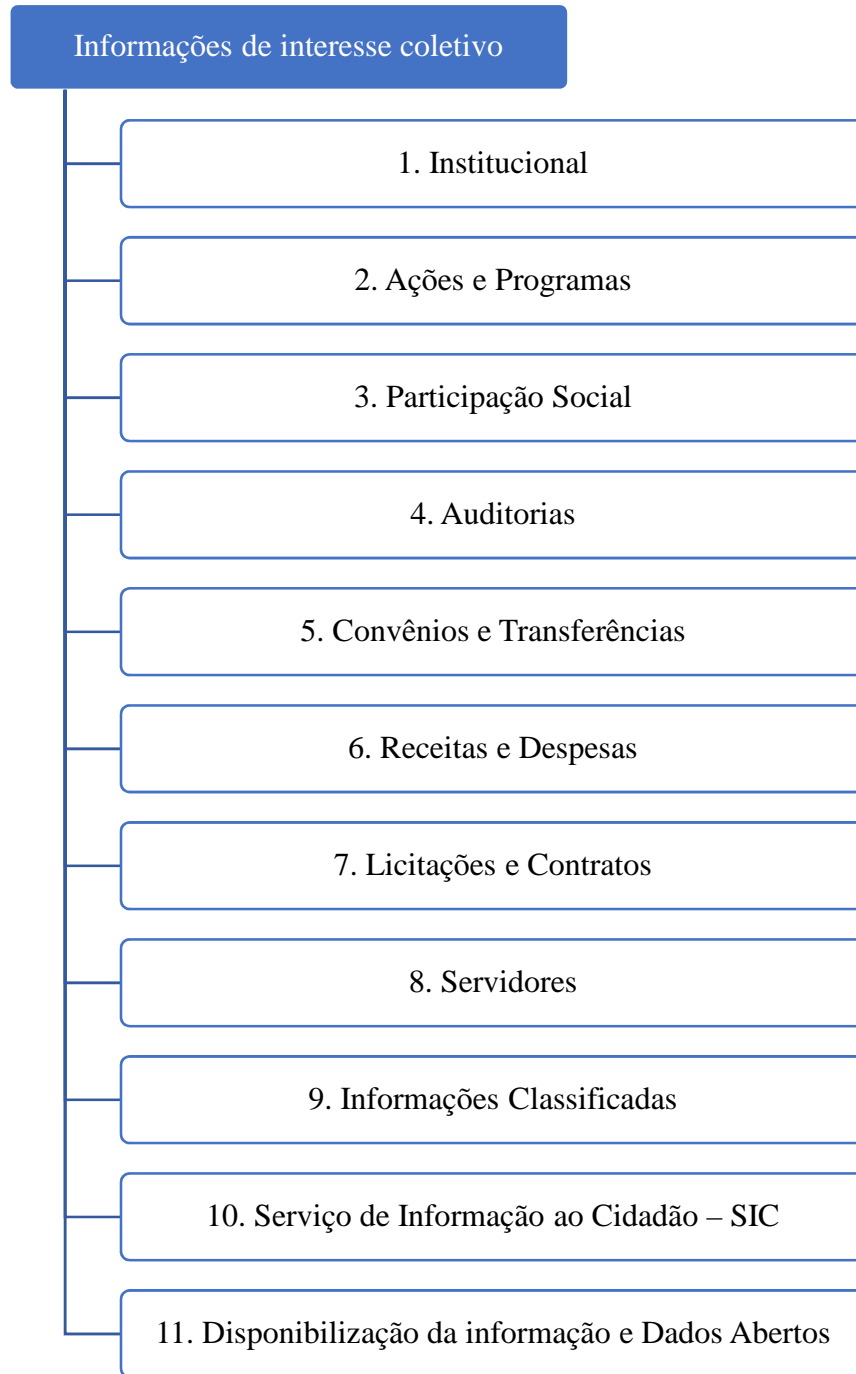 Informações de interesse coletivo
1. Institucional
2. Ações e Programas
3. Participação Social
4. Auditorias
5. Convênios e Transferências
6. Receitas e Despesas
7. Licitações e Contratos
8. Servidores
9. Informações Classificadas
10. Serviço de Informação ao Cidadão – SIC
11. Disponibilização da informação e Dados Abertos